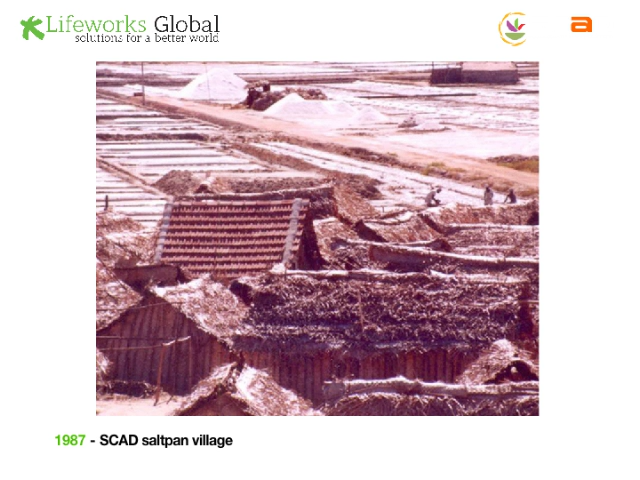 Lifeworks Global
solutions for a better world
a
1987 - SCAD saltpan village